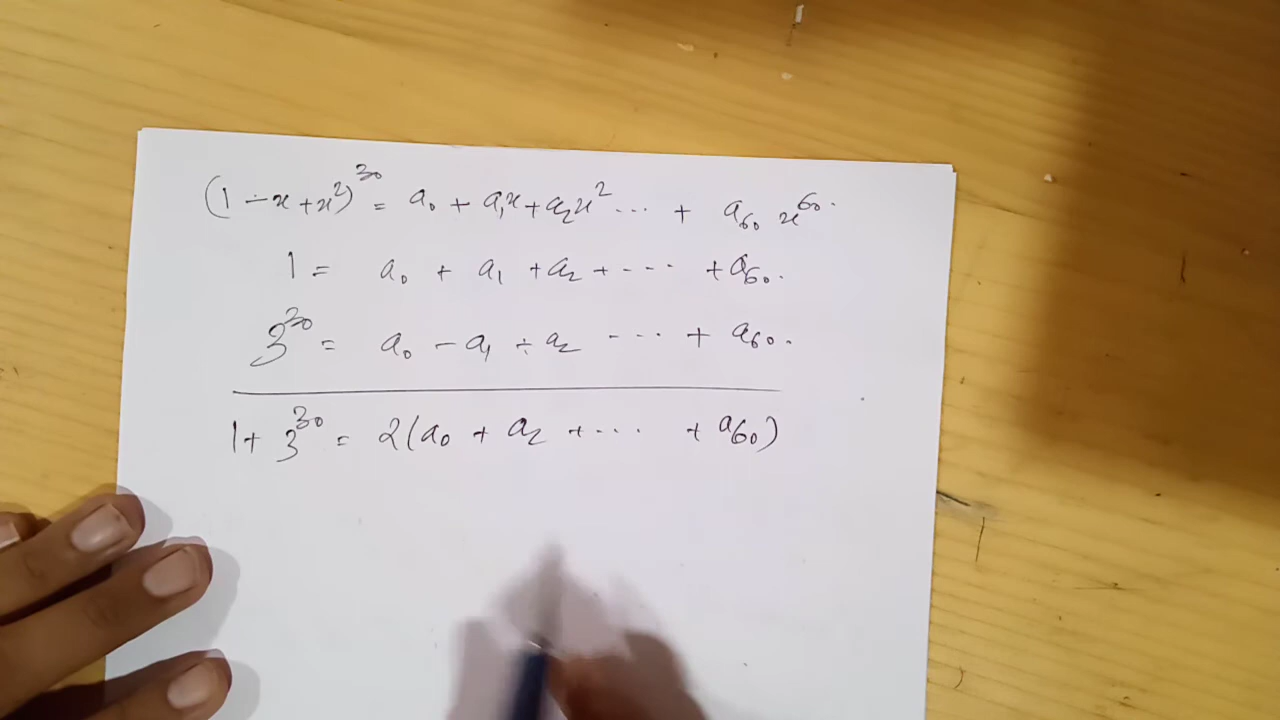 (1 - x + x²)³⁰ = a₀ + a₁x + a₂x² ... + a₆₀ x⁶⁰.
1 = a₀ + a₁ + a₂ + ... + a₆₀.
3³⁰ = a₀ - a₁ + a₂ ... + a₆₀.
1 + 3³⁰ = 2(a₀ + a₂ + ... + a₆₀)